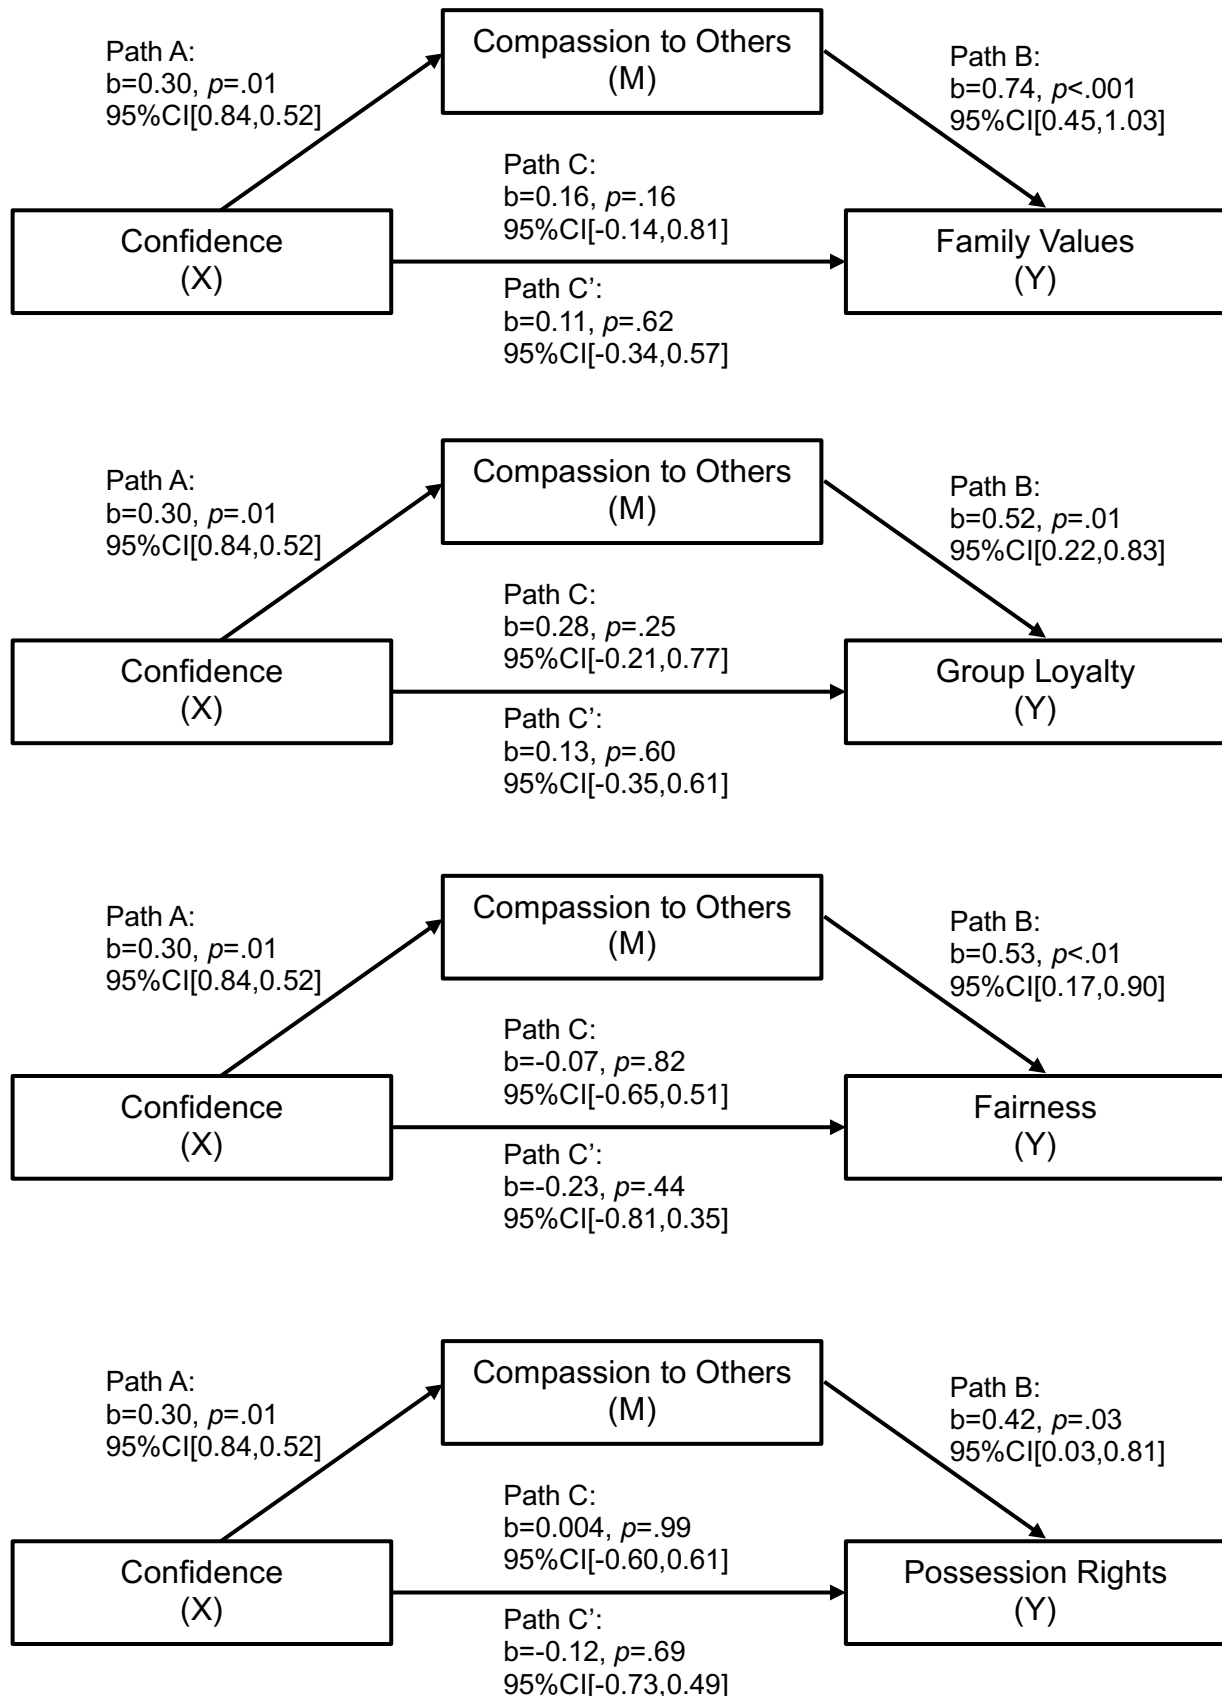 Path A:
b=0.30, p=.01
95%CI[0.84,0.52]
Compassion to Others
(M)
Path B:
b=0.74, p<.001
95%CI[0.45,1.03]
Path C:
b=0.16, p=.16
95%CI[-0.14,0.81]
Confidence
(X)
Family Values
(Y)
Path C’:
b=0.11, p=.62
95%CI[-0.34,0.57]
Path A:
b=0.30, p=.01
95%CI[0.84,0.52]
Compassion to Others
(M)
Path B:
b=0.52, p=.01
95%CI[0.22,0.83]
Path C:
b=0.28, p=.25
95%CI[-0.21,0.77]
Confidence
(X)
Group Loyalty
(Y)
Path C’:
b=0.13, p=.60
95%CI[-0.35,0.61]
Path A:
b=0.30, p=.01
95%CI[0.84,0.52]
Compassion to Others
(M)
Path B:
b=0.53, p<.01
95%CI[0.17,0.90]
Path C:
b=-0.07, p=.82
95%CI[-0.65,0.51]
Confidence
(X)
Fairness
(Y)
Path C’:
b=-0.23, p=.44
95%CI[-0.81,0.35]
Path A:
b=0.30, p=.01
95%CI[0.84,0.52]
Compassion to Others
(M)
Path B:
b=0.42, p=.03
95%CI[0.03,0.81]
Path C:
b=0.004, p=.99
95%CI[-0.60,0.61]
Confidence
(X)
Possession Rights
(Y)
Path C’:
b=-0.12, p=.69
95%CI[-0.73,0.49]